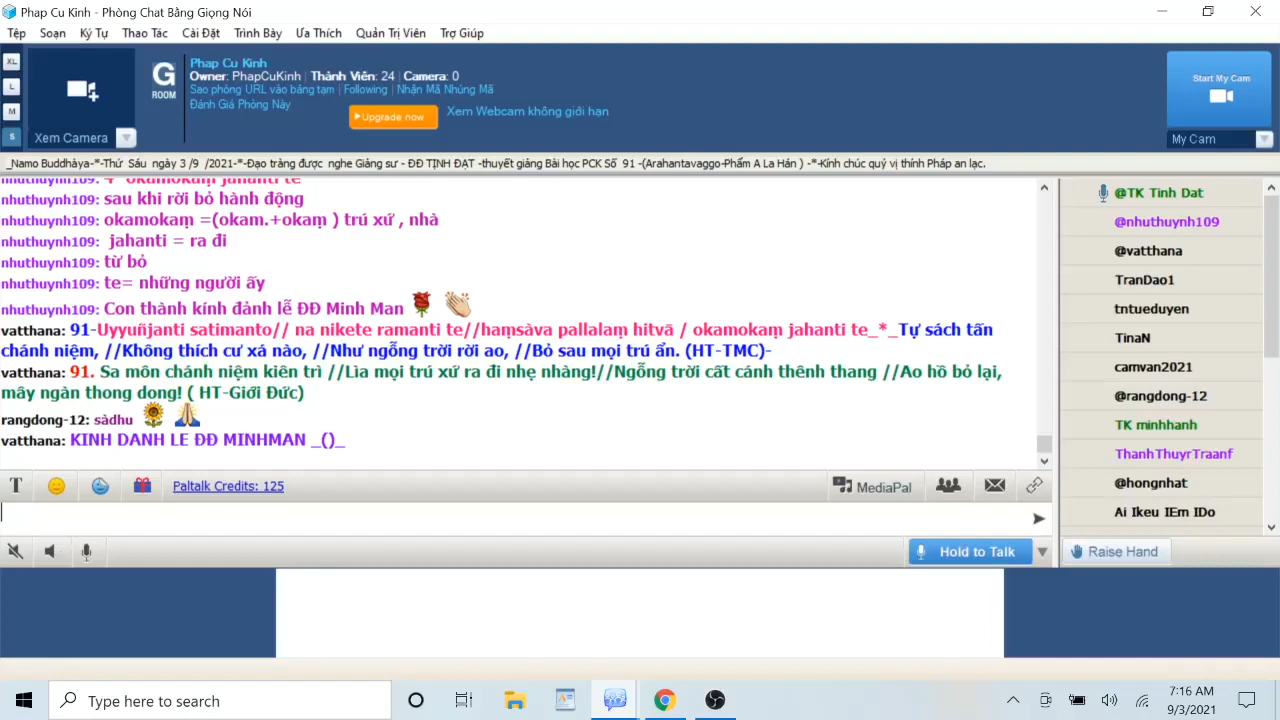 Phap Cu Kinh - Phòng Chat Bằng Giọng Nói
Tệp Soạn Ký Tự Thao Tác Cài Đặt Trình Bày Ưa Thích Quản Trị Viên Trợ Giúp
XL
L
M
S
Xem Camera
G
ROOM
Phap Cu Kinh
Owner: PhapCuKinh | Thành Viên: 24 | Camera: 0
Sao phòng URL vào bảng tạm | Following | Nhận Mã Nhúng Mã
Đánh Giá Phòng Này
Upgrade now
Xem Webcam không giới hạn
Start My Cam
My Cam
_Namo Buddhàya-*-Thứ Sáu ngày 3 /9 /2021-*-Đạo tràng được nghe Giảng sư - ĐĐ TỊNH ĐẠT -thuyết giảng Bài học PCK Số 91 -(Arahantavaggo-Phẩm A La Hán ) -*-Kính chúc quý vị thính Pháp an lạc.
nhuthuynh109: 4 okamokaṃ jahanti te
nhuthuynh109: sau khi rời bỏ hành động
nhuthuynh109: okamokaṃ =(okam.+okaṃ ) trú xứ , nhà
nhuthuynh109: jahanti = ra đi
nhuthuynh109: từ bỏ
nhuthuynh109: te= những người ấy
nhuthuynh109: Con thành kính đảnh lễ ĐĐ Minh Man
vatthana: 91-Uyyuñjanti satimanto// na nikete ramanti te//haṃsàva pallalaṃ hitvā / okamokaṃ jahanti te_*_Tự sách tấn
chánh niệm, //Không thích cư xá nào, //Như ngỗng trời rời ao, //Bỏ sau mọi trú ẩn. (HT-TMC)-
vatthana: 91. Sa môn chánh niệm kiên trì //Lìa mọi trú xứ ra đi nhẹ nhàng!//Ngỗng trời cất cánh thênh thang //Ao hồ bỏ lại,
mây ngàn thong dong! ( HT-Giới Đức)
rangdong-12: sàdhu
vatthana: KINH DANH LE ĐĐ MINHMAN _()_
@TK Tinh Dat
@nhuthuynh109
@vatthana
TranDao1
tntueduyen
TinaN
camvan2021
@rangdong-12
TK minhhanh
ThanhThuyrTraanf
@hongnhat
Ai Ikeu IEm IDo
T
Paltalk Credits: 125
MediaPal
Hold to Talk
Raise Hand
Type here to search
7:16 AM
9/3/2021